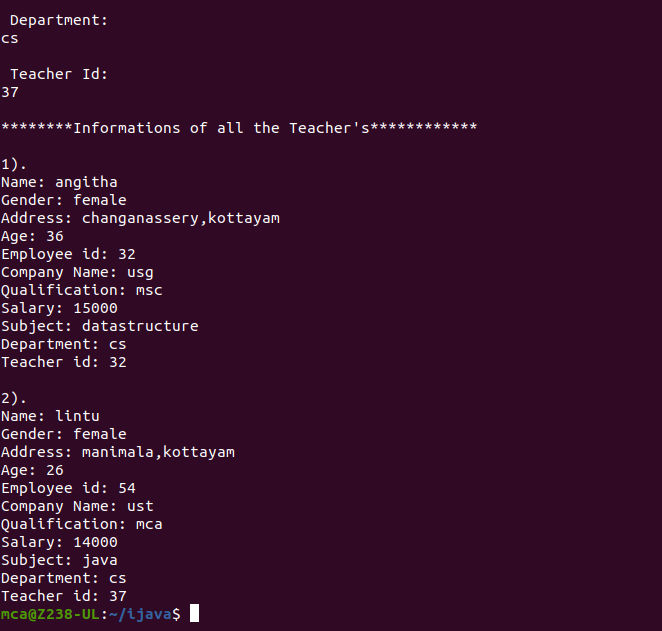 Department:
cs
Teacher Id:
37
********Informations of all the Teacher's************
1).
Name: angitha
Gender: female
Address: changanassery,kottayam
Age: 36
Employee id: 32
Company Name: usg
Qualification: msc
Salary: 15000
Subject: datastructure
Department: cs
Teacher id: 32
2).
Name: lintu
Gender: female
Address: manimala,kottayam
Age: 26
Employee id: 54
Company Name: ust
Qualification: mca
Salary: 14000
Subject: java
Department: cs
Teacher id: 37
mca@Z238-UL:~/ijava$